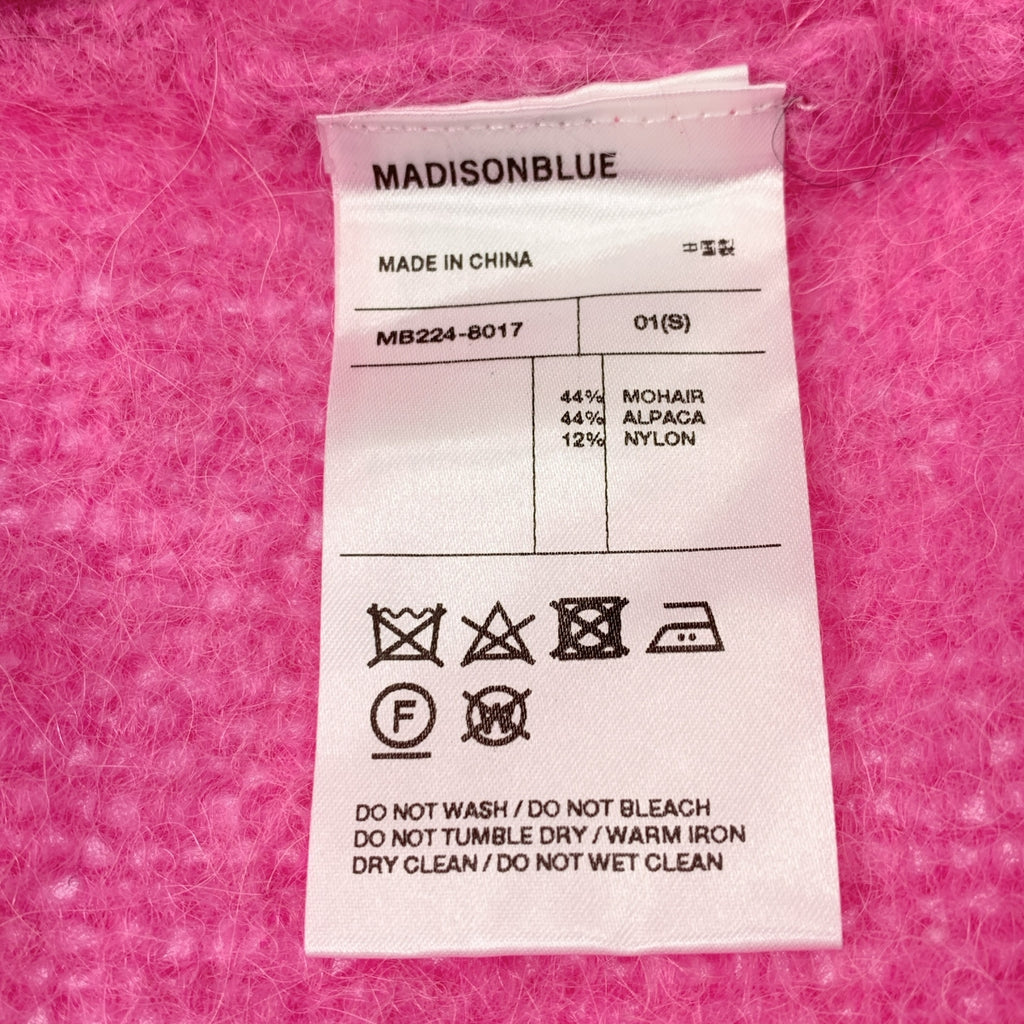 MADISONBLUE
MADE IN CHINA 中国製
MB224-8017 01(S)
44% MOHAIR
44% ALPACA
12% NYLON
F W
DO NOT WASH / DO NOT BLEACH
DO NOT TUMBLE DRY / WARM IRON
DRY CLEAN / DO NOT WET CLEAN